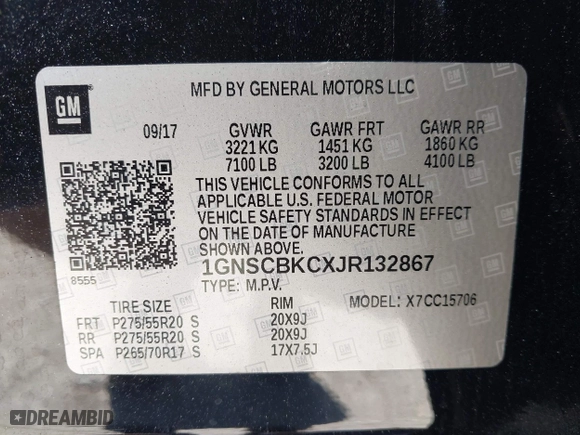 MFD BY GENERAL MOTORS LLC
GM
09/17 GVWR GAWR FRT GAWR RR
3221 KG 1451 KG 1860 KG
7100 LB 3200 LB 4100 LB
THIS VEHICLE CONFORMS TO ALL
APPLICABLE U.S. FEDERAL MOTOR
VEHICLE SAFETY STANDARDS IN EFFECT
ON THE DATE OF MANUFACTURE
SHOWN ABOVE.
8555
1GNSCBKCXJR132867
TYPE: M.P.V. MODEL: X7CC15706
TIRE SIZE RIM
FRT P275/55R20 S 20X9J
RR P275/55R20 S 20X9J
SPA P265/70R17 S 17X7.5J
DREAMBID